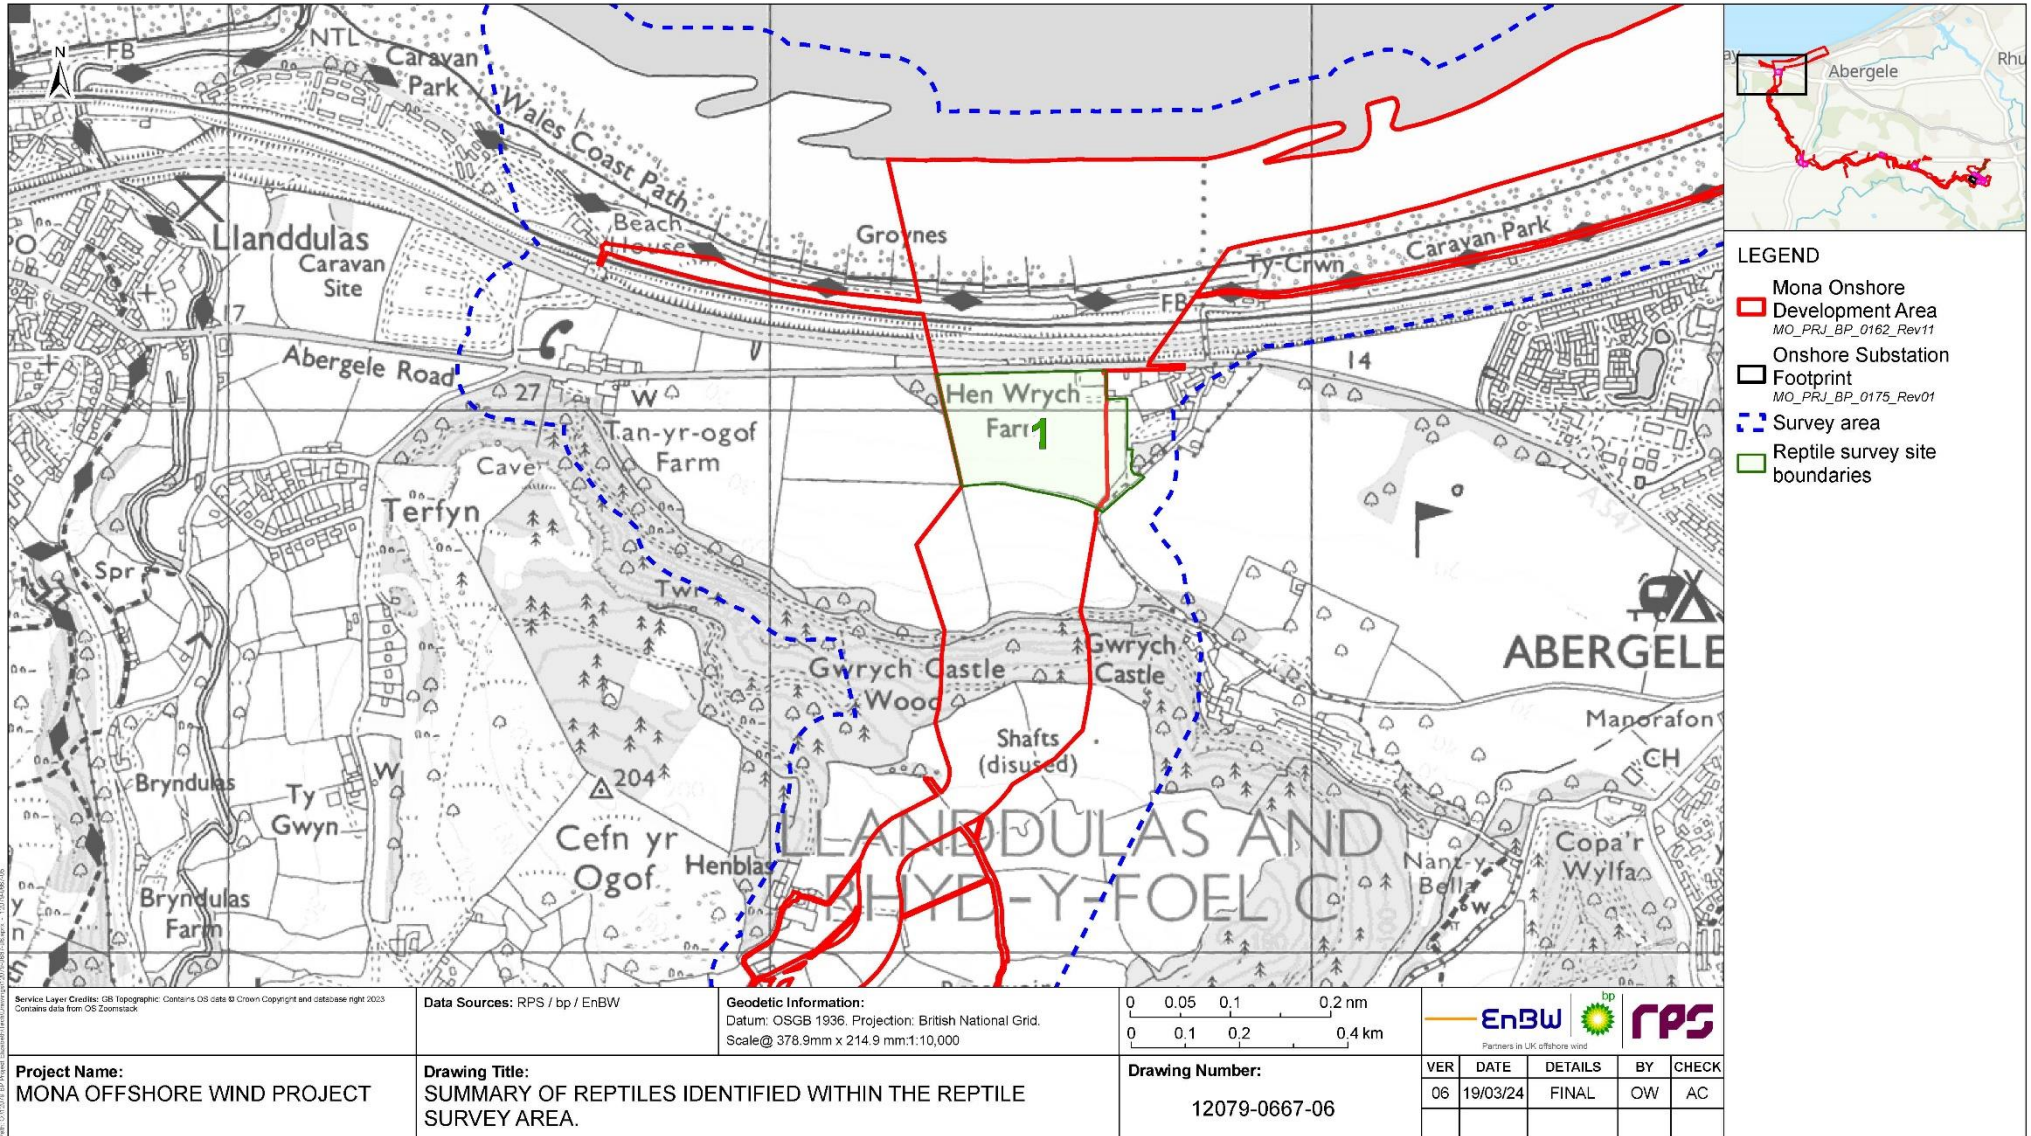 N
FB
NTL
Caravan
Park
Wales Coast Path
Beach
House
Groynes
Llanddulas
Caravan
Site
17
Abergele Road
27
W
Tan-yr-ogof
Farm
Cave
Terfyn
Spr
Twr
Hen Wrych
Farm
1
FB
Ty-Crwn
Caravan Park
14
A547
ABERGELE
Gwrych Castle
Wood
Gwrych
Castle
Shafts
(disused)
Manorafon
CH
Bryndulas
Ty
Gwyn
W
204
Cefn yr
Ogof
Henblas
LLANDDULAS AND
RHYD-Y-FOEL C
Nant-y-
Bella
W
Copa'r
Wylfa
Bryndulas
Farm
Abergele
Rhu
LEGEND
Mona Onshore
Development Area
MO_PRJ_BP_0162_Rev11
Onshore Substation
Footprint
MO_PRJ_BP_0175_Rev01
Survey area
Reptile survey site
boundaries
Service Layer Credits: GB Topographic: Contains OS data © Crown Copyright and database right 2023
Contains data from OS Zoomstack
Data Sources: RPS / bp / EnBW
Geodetic Information:
Datum: OSGB 1936. Projection: British National Grid.
Scale@ 378.9mm x 214.9 mm:1:10,000
0 0.05 0.1 0.2 nm
0 0.1 0.2 0.4 km
EnBW bp rps
Partners in UK offshore wind
Project Name:
MONA OFFSHORE WIND PROJECT
Drawing Title:
SUMMARY OF REPTILES IDENTIFIED WITHIN THE REPTILE
SURVEY AREA.
Drawing Number:
12079-0667-06
VER DATE DETAILS BY CHECK
06 19/03/24 FINAL OW AC